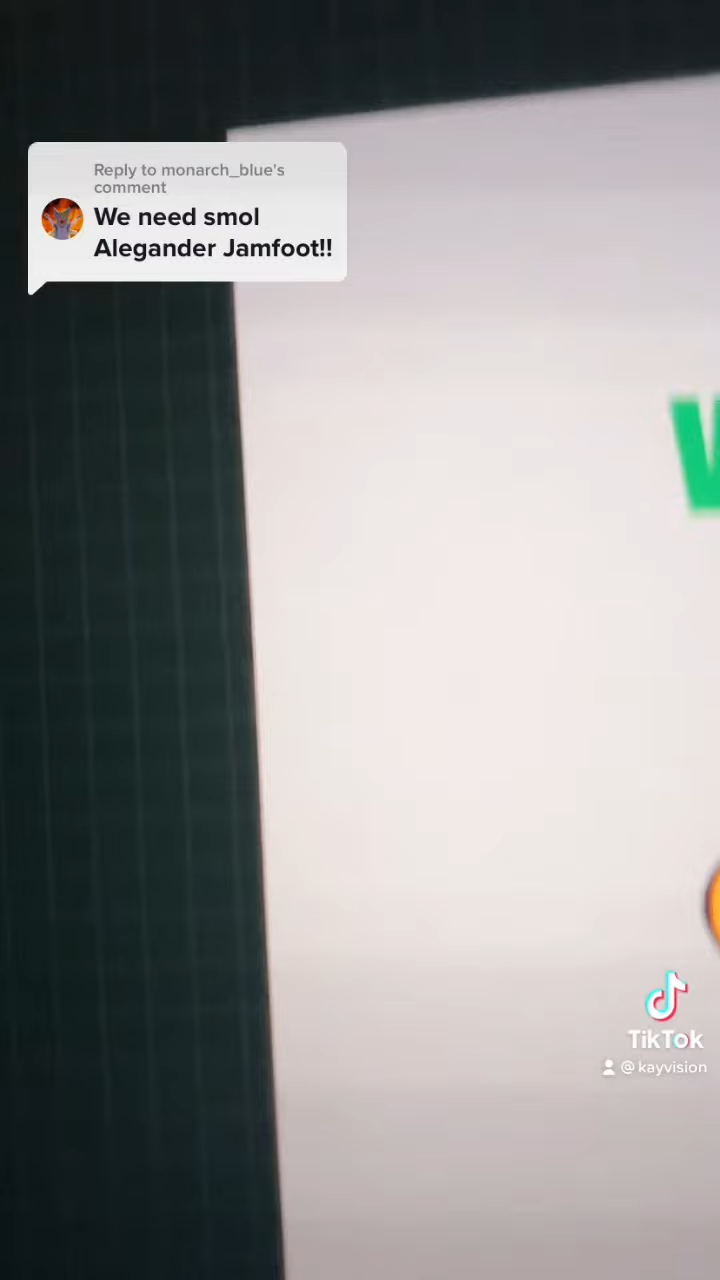 Reply to monarch_blue's
comment
We need smol
Alegander Jamfoot!!
TikTok
@kayvision